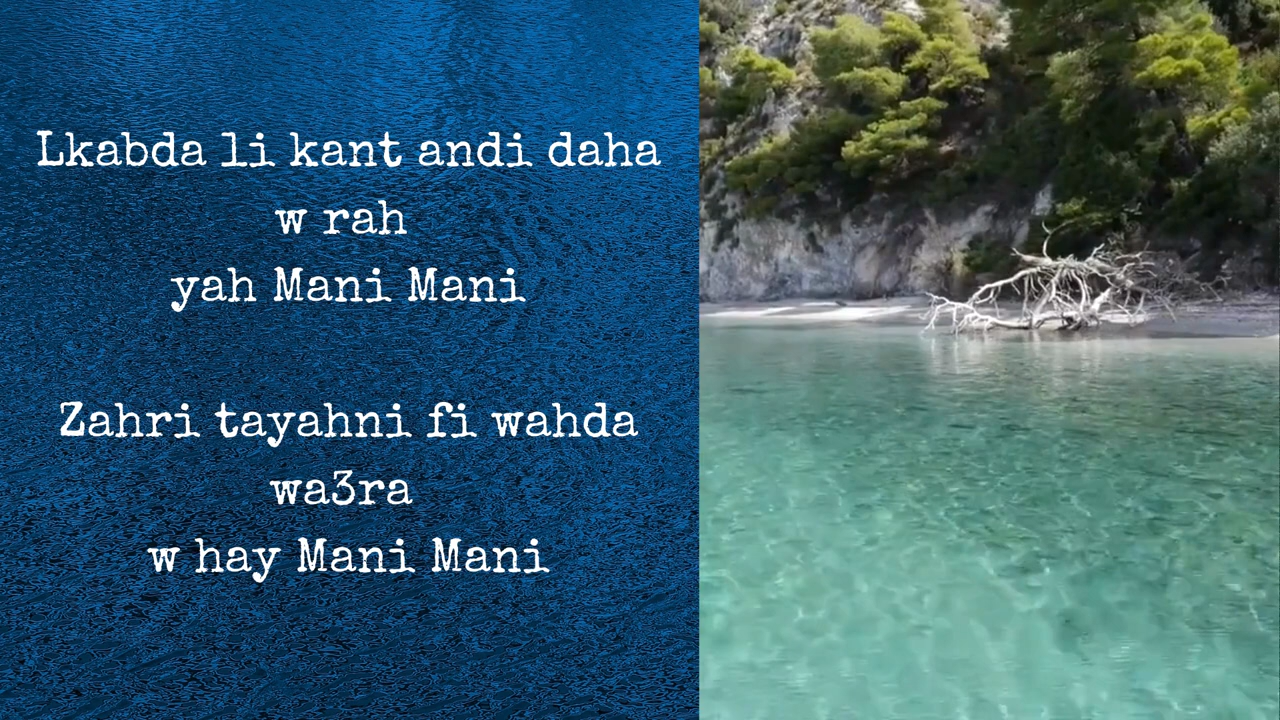 Lkabda li kant andi daha
w rah
yah Mani Mani
Zahri tayahni fi wahda
wa3ra
w hay Mani Mani